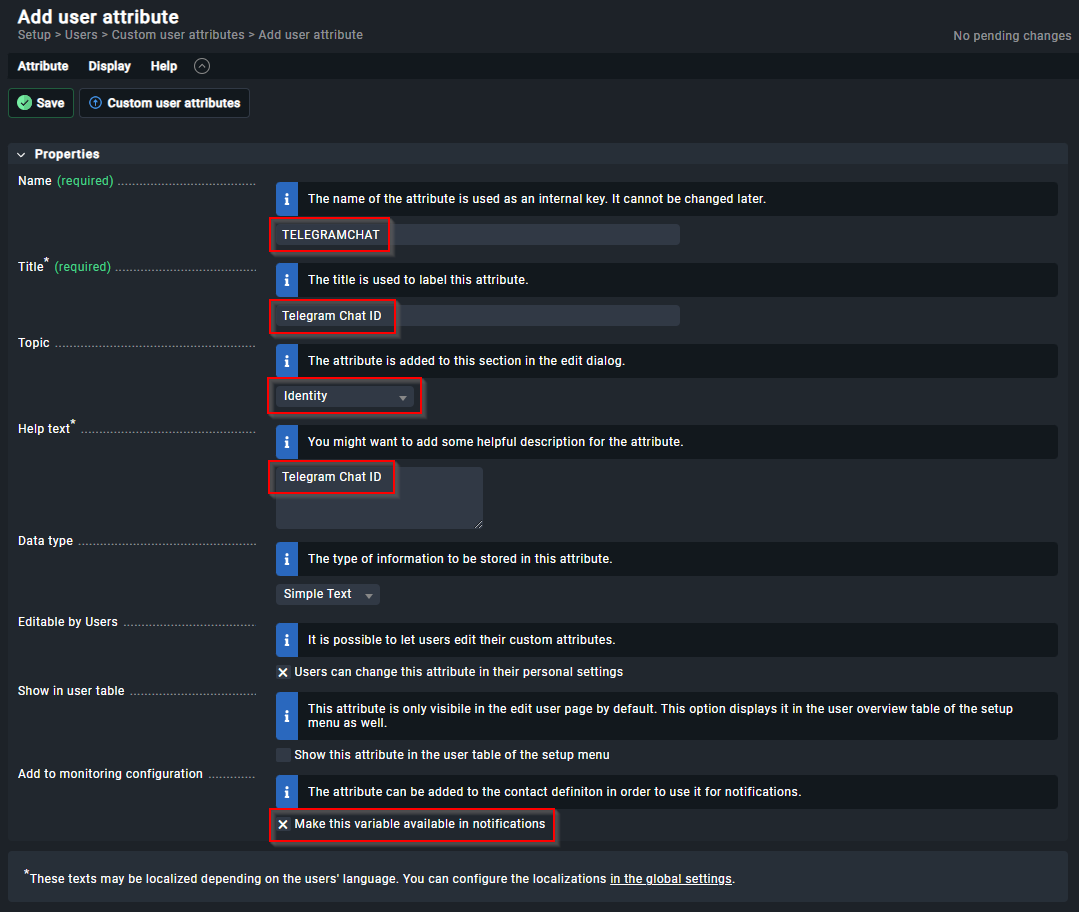 Add user attribute
Setup > Users > Custom user attributes > Add user attribute
No pending changes
Attribute Display Help
Save Custom user attributes
Properties
Name (required)
The name of the attribute is used as an internal key. It cannot be changed later.
TELEGRAMCHAT
Title* (required)
The title is used to label this attribute.
Telegram Chat ID
Topic
The attribute is added to this section in the edit dialog.
Identity
Help text*
You might want to add some helpful description for the attribute.
Telegram Chat ID
Data type
The type of information to be stored in this attribute.
Simple Text
Editable by Users
It is possible to let users edit their custom attributes.
Users can change this attribute in their personal settings
Show in user table
This attribute is only visibile in the edit user page by default. This option displays it in the user overview table of the setup
menu as well.
Show this attribute in the user table of the setup menu
Add to monitoring configuration
The attribute can be added to the contact definiton in order to use it for notifications.
Make this variable available in notifications
*These texts may be localized depending on the users' language. You can configure the localizations in the global settings.